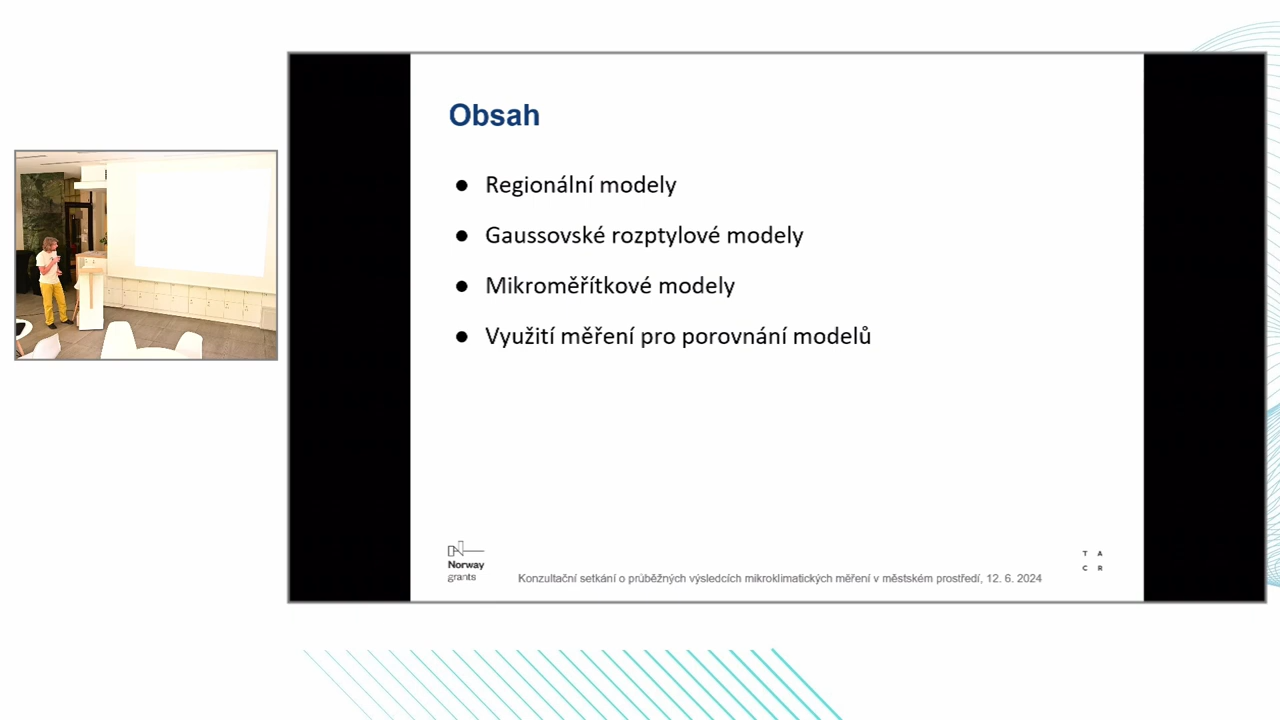 Obsah
● Regionální modely
● Gaussovské rozptylové modely
● Mikroměřítkové modely
● Využití měření pro porovnání modelů
Norway
grants
Konzultační setkání o průběžných výsledcích mikroklimatických měření v městském prostředí, 12. 6. 2024
T A
C R